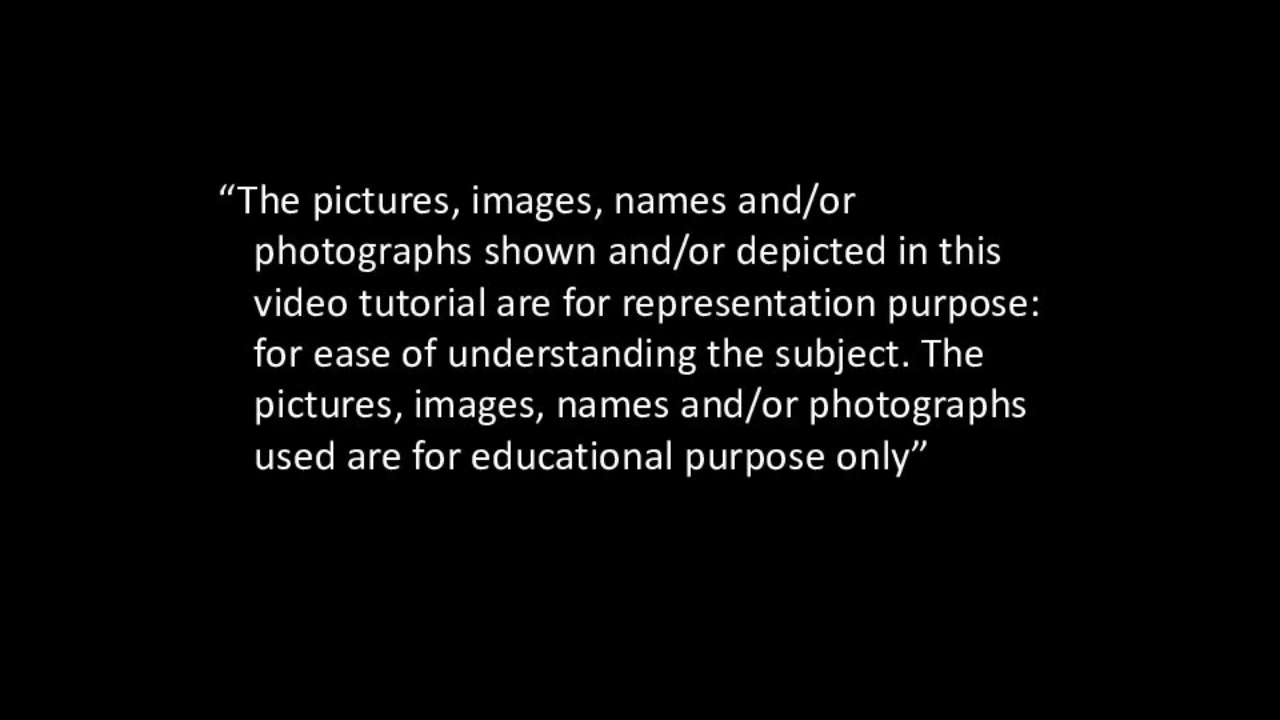 “The pictures, images, names and/or
photographs shown and/or depicted in this
video tutorial are for representation purpose:
for ease of understanding the subject. The
pictures, images, names and/or photographs
used are for educational purpose only”